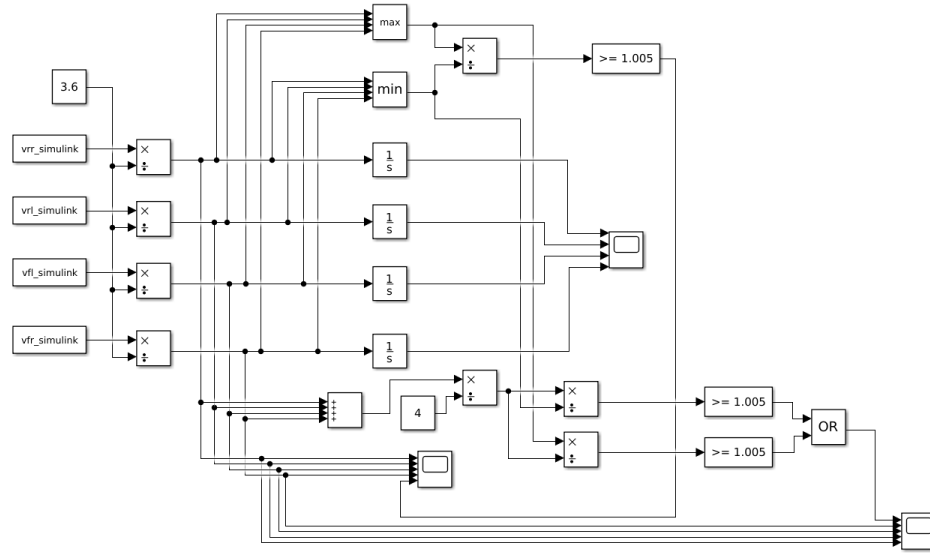 max
×
÷
>= 1.005
3.6
min
vrr_simulink
×
÷
1
s
vrl_simulink
×
÷
1
s
vfl_simulink
×
÷
1
s
vfr_simulink
×
÷
1
s
+
+
+
+
4
×
÷
×
÷
>= 1.005
OR
×
÷
>= 1.005